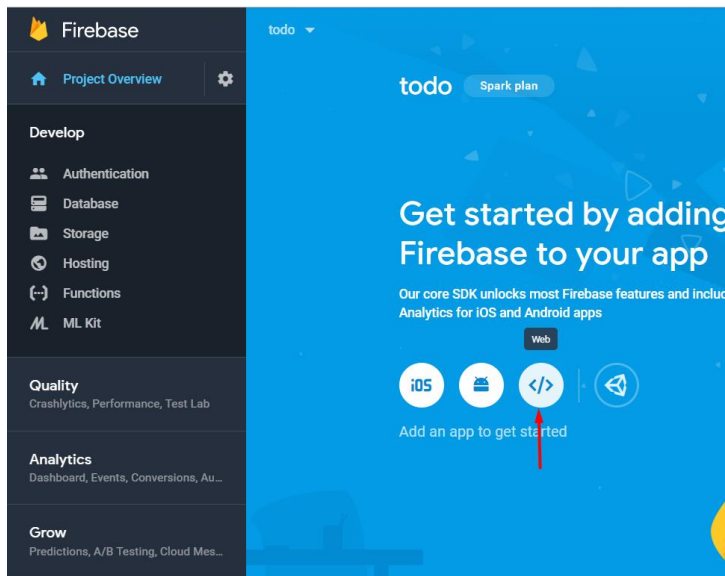 Firebase
todo
Project Overview
todo
Spark plan
Develop
Authentication
Database
Storage
Hosting
Functions
ML Kit
Get started by adding
Firebase to your app
Our core SDK unlocks most Firebase features and includ
Analytics for iOS and Android apps
Web
iOS
</>
Add an app to get started
Quality
Crashlytics, Performance, Test Lab
Analytics
Dashboard, Events, Conversions, Au...
Grow
Predictions, A/B Testing, Cloud Mes...